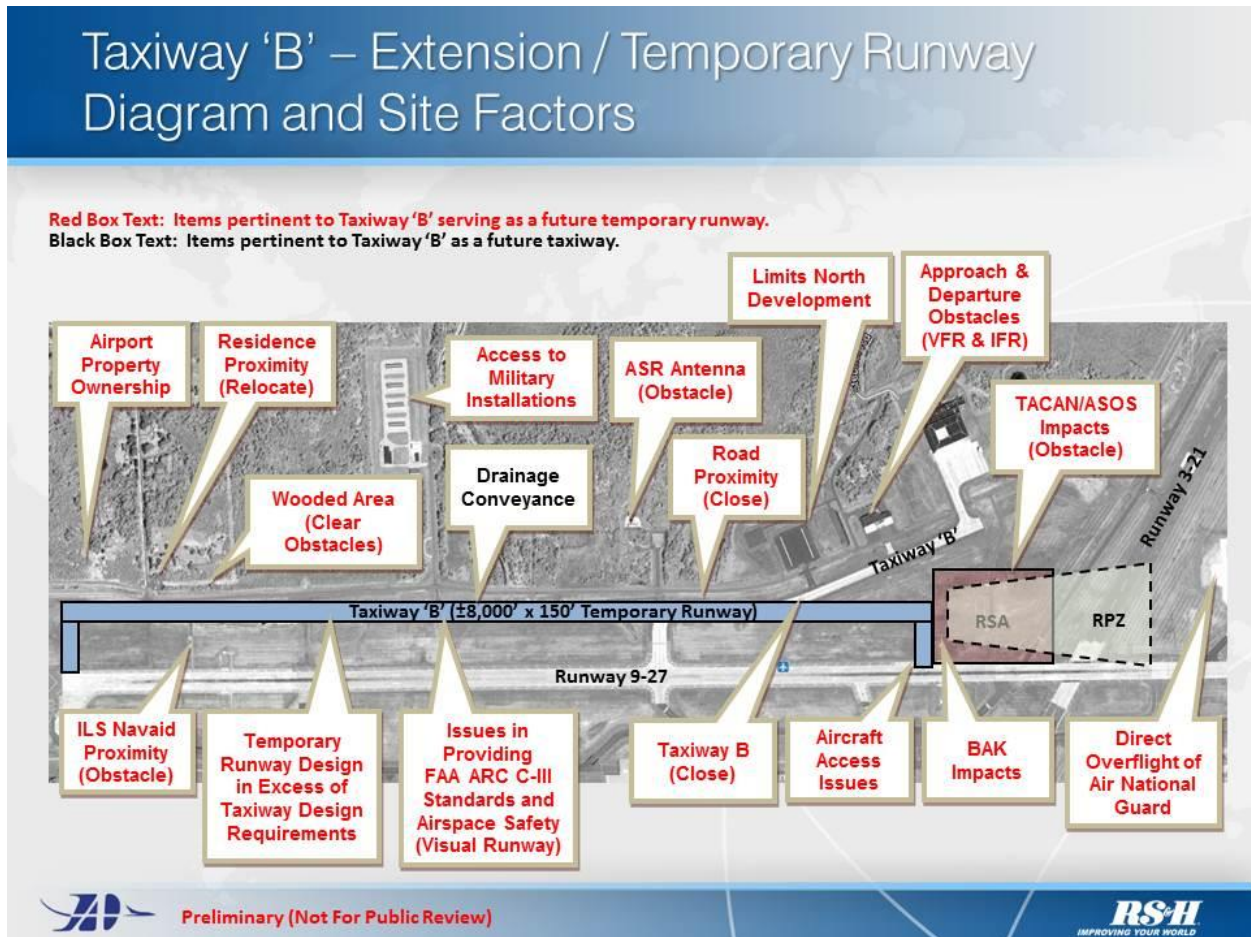 Taxiway ‘B’ – Extension / Temporary Runway
Diagram and Site Factors
Red Box Text: Items pertinent to Taxiway ‘B’ serving as a future temporary runway.
Black Box Text: Items pertinent to Taxiway ‘B’ as a future taxiway.
Limits North
Development
Approach &
Departure
Obstacles
(VFR & IFR)
Airport
Property
Ownership
Residence
Proximity
(Relocate)
Access to
Military
Installations
ASR Antenna
(Obstacle)
TACAN/ASOS
Impacts
(Obstacle)
Road
Proximity
(Close)
Drainage
Conveyance
Wooded Area
(Clear
Obstacles)
Runway 3-21
Taxiway ‘B’
Taxiway ‘B’ (±8,000’ x 150’ Temporary Runway)
RSA
RPZ
Runway 9-27
ILS Navaid
Proximity
(Obstacle)
Temporary
Runway Design
in Excess of
Taxiway Design
Requirements
Issues in
Providing
FAA ARC C-III
Standards and
Airspace Safety
(Visual Runway)
Taxiway B
(Close)
Aircraft
Access
Issues
BAK
Impacts
Direct
Overflight of
Air National
Guard
Preliminary (Not For Public Review)
RS&H
IMPROVING YOUR WORLD